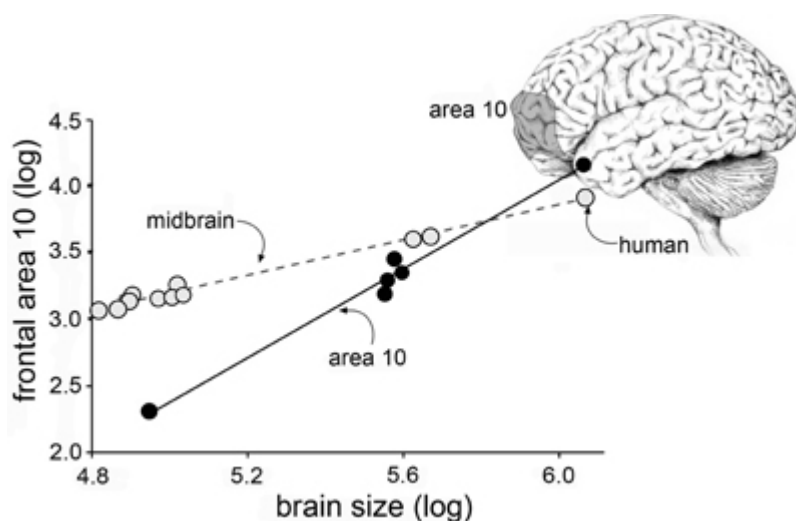 area 10
4.5
4.0
3.5
3.0
2.5
2.0
frontal area 10 (log)
midbrain
human
area 10
4.8
5.2
5.6
6.0
brain size (log)